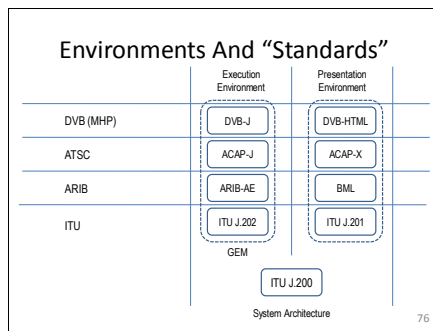 Environments And “Standards”
Execution
Environment
Presentation
Environment
DVB (MHP)
DVB-J
DVB-HTML
ATSC
ACAP-J
ACAP-X
ARIB
ARIB-AE
BML
ITU
ITU J.202
ITU J.201
GEM
ITU J.200
System Architecture
76